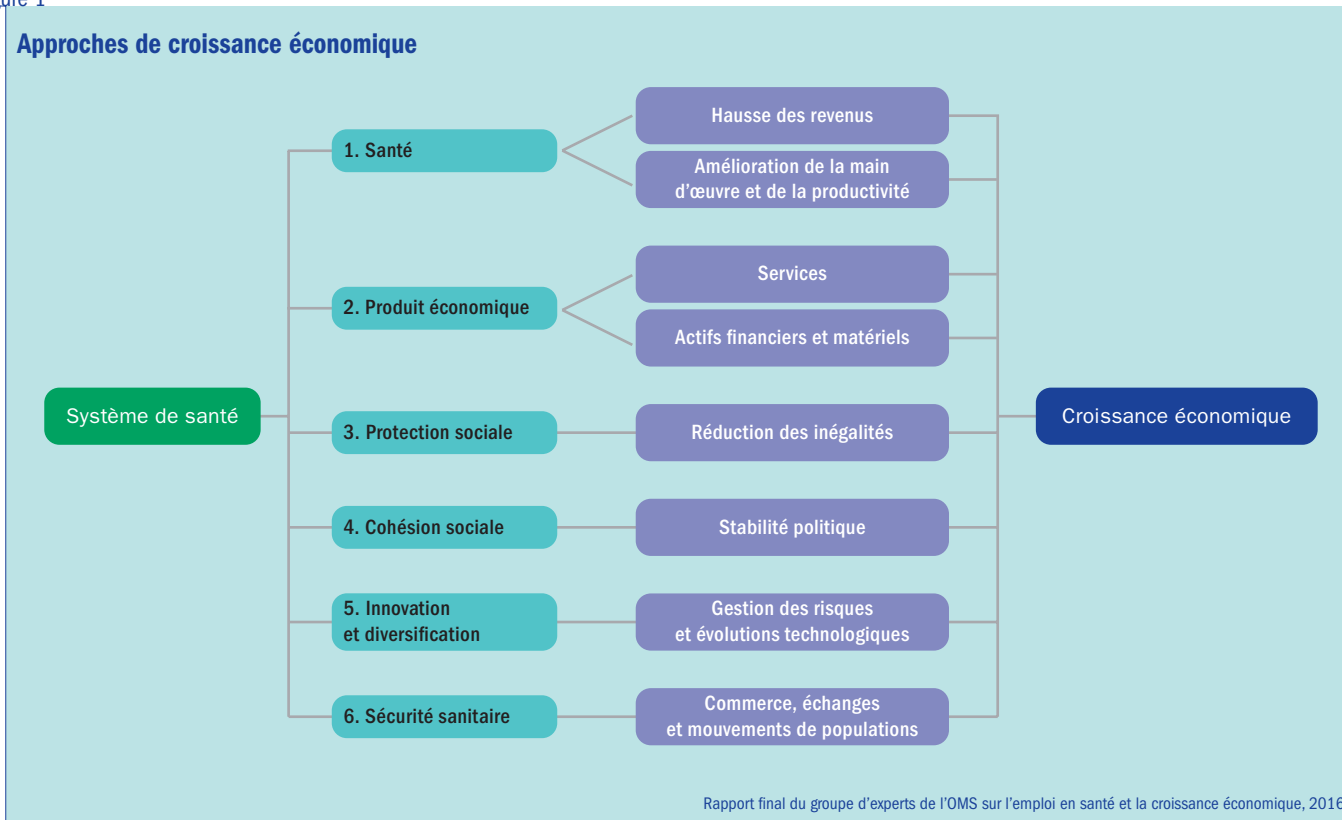 Approches de croissance économique
Hausse des revenus
1. Santé
Amélioration de la main
d’œuvre et de la productivité
Services
2. Produit économique
Actifs financiers et matériels
Système de santé
3. Protection sociale
Réduction des inégalités
Croissance économique
4. Cohésion sociale
Stabilité politique
5. Innovation
et diversification
Gestion des risques
et évolutions technologiques
6. Sécurité sanitaire
Commerce, échanges
et mouvements de populations
Rapport final du groupe d’experts de l’OMS sur l’emploi en santé et la croissance économique, 2016